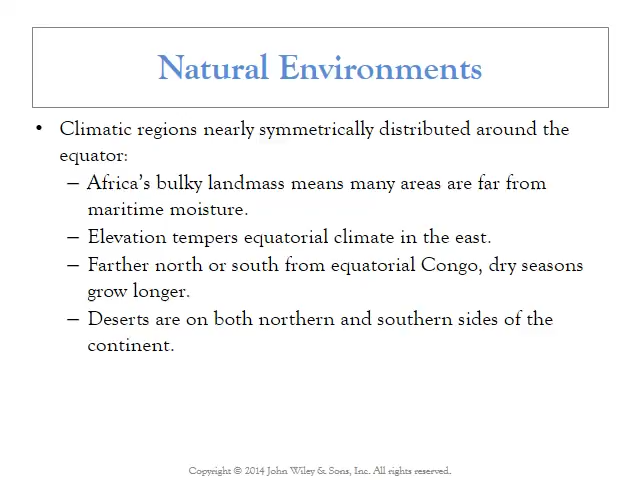 Natural Environments
• Climatic regions nearly symmetrically distributed around the
equator:
– Africa's bulky landmass means many areas are far from
maritime moisture.
– Elevation tempers equatorial climate in the east.
– Farther north or south from equatorial Congo, dry seasons
grow longer.
– Deserts are on both northern and southern sides of the
continent.
Copyright © 2014 John Wiley & Sons, Inc. All rights reserved.